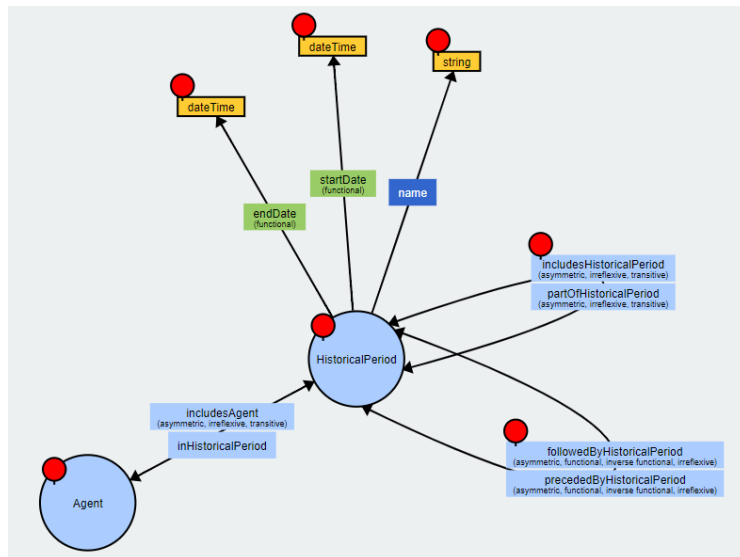 dateTime
string
dateTime
startDate
(functional)
name
endDate
(functional)
includesHistoricalPeriod
(asymmetric, irreflexive, transitive)
partOfHistoricalPeriod
(asymmetric, irreflexive, transitive)
HistoricalPeriod
includesAgent
(asymmetric, irreflexive, transitive)
inHistoricalPeriod
followedByHistoricalPeriod
(asymmetric, functional, inverse functional, irreflexive)
precededByHistoricalPeriod
(asymmetric, functional, inverse functional, irreflexive)
Agent